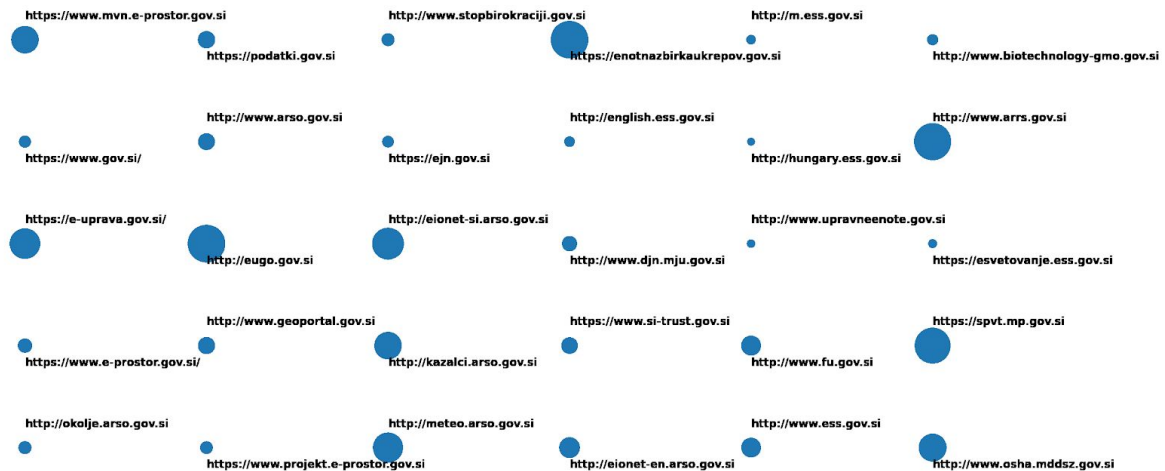 https://www.mvn.e-prostor.gov.si
http://www.stopbirokraciji.gov.si
http://m.ess.gov.si
https://podatki.gov.si
https://enotnazbirkaukrepov.gov.si
http://www.biotechnology-gmo.gov.si
http://www.arso.gov.si
http://english.ess.gov.si
http://www.arrs.gov.si
https://www.gov.si/
https://ejn.gov.si
http://hungary.ess.gov.si
https://e-uprava.gov.si/
http://eionet-si.arso.gov.si
http://www.upravneenote.gov.si
http://eugo.gov.si
http://www.djn.mju.gov.si
https://esvetovanje.ess.gov.si
http://www.geoportal.gov.si
https://www.si-trust.gov.si
https://spvt.mp.gov.si
https://www.e-prostor.gov.si/
http://kazalci.arso.gov.si
http://www.fu.gov.si
http://okolje.arso.gov.si
http://meteo.arso.gov.si
http://www.ess.gov.si
https://www.projekt.e-prostor.gov.si
http://eionet-en.arso.gov.si
http://www.osha.mddsz.gov.si